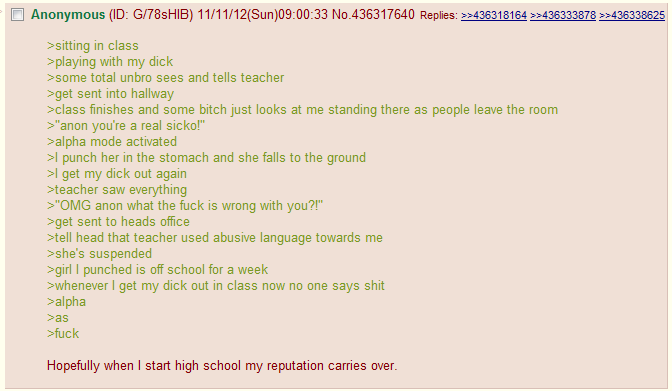 Anonymous (ID: G/78sHIB) 11/11/12(Sun)09:00:33 No.436317640 Replies: >>436318164 >>436333878 >>436338625
>sitting in class
>playing with my dick
>some total unbro sees and tells teacher
>get sent into hallway
>class finishes and some bitch just looks at me standing there as people leave the room
>"anon you're a real sicko!"
>alpha mode activated
>I punch her in the stomach and she falls to the ground
>I get my dick out again
>teacher saw everything
>"OMG anon what the fuck is wrong with you?!"
>get sent to heads office
>tell head that teacher used abusive language towards me
>she's suspended
>girl I punched is off school for a week
>whenever I get my dick out in class now no one says shit
>alpha
>as
>fuck
Hopefully when I start high school my reputation carries over.